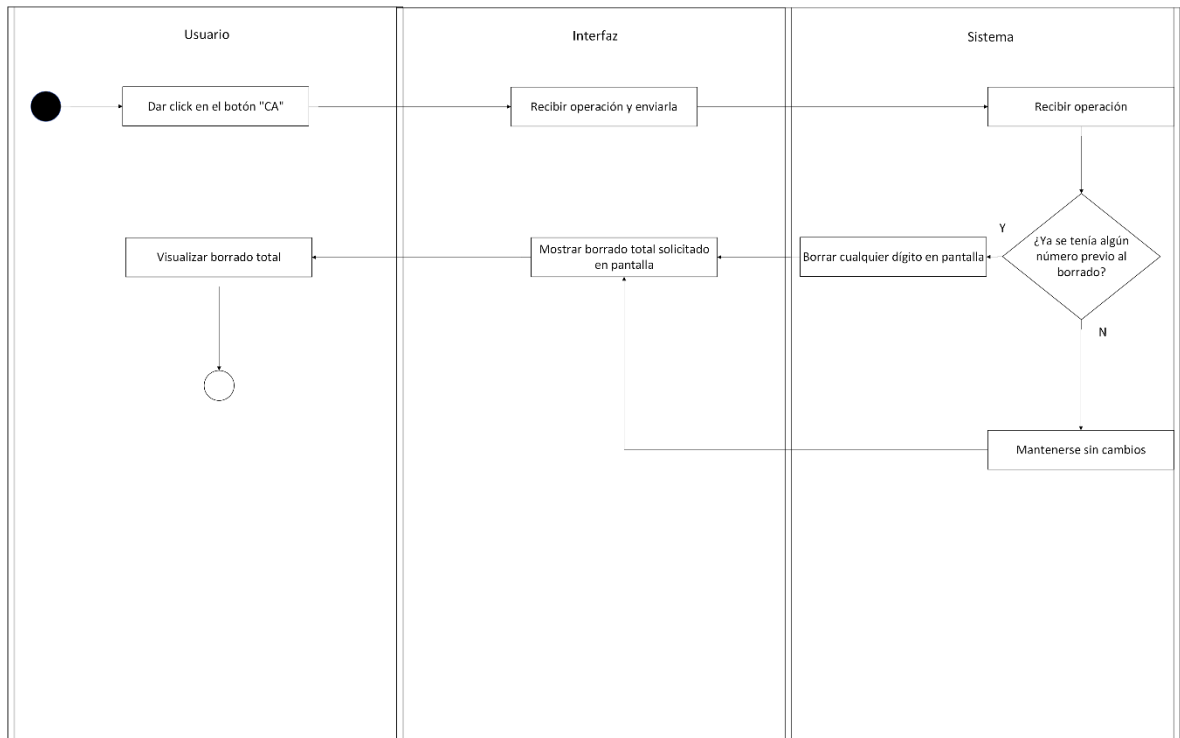 Usuario
Interfaz
Sistema
Dar click en el botón "CA"
Recibir operación y enviarla
Recibir operación
Visualizar borrado total
Mostrar borrado total solicitado
en pantalla
Borrar cualquier dígito en pantalla
Y
¿Ya se tenía algún
número previo al
borrado?
N
Mantenerse sin cambios